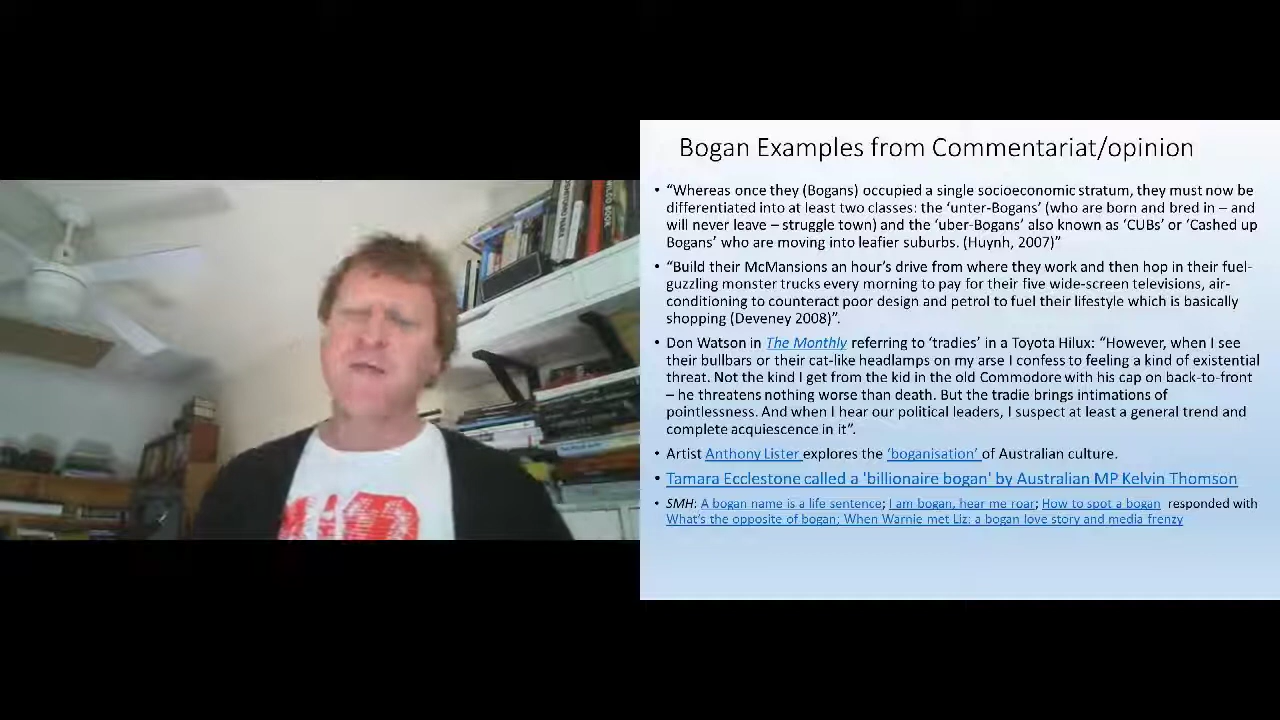 Bogan Examples from Commentariat/opinion
• “Whereas once they (Bogans) occupied a single socioeconomic stratum, they must now be
differentiated into at least two classes: the ‘unter-Bogans’ (who are born and bred in – and
will never leave – struggle town) and the ‘uber-Bogans’ also known as ‘CUBs’ or ‘Cashed up
Bogans’ who are moving into leafier suburbs. (Huynh, 2007)”
• “Build their McMansions an hour’s drive from where they work and then hop in their fuel-
guzzling monster trucks every morning to pay for their five wide-screen televisions, air-
conditioning to counteract poor design and petrol to fuel their lifestyle which is basically
shopping (Deveney 2008)”.
• Don Watson in The Monthly referring to ‘tradies’ in a Toyota Hilux: “However, when I see
their bullbars or their cat-like headlamps on my arse I confess to feeling a kind of existential
threat. Not the kind I get from the kid in the old Commodore with his cap on back-to-front
– he threatens nothing worse than death. But the tradie brings intimations of
pointlessness. And when I hear our political leaders, I suspect at least a general trend and
complete acquiescence in it”.
• Artist Anthony Lister explores the ‘boganisation’ of Australian culture.
• Tamara Ecclestone called a 'billionaire bogan' by Australian MP Kelvin Thomson
• SMH: A bogan name is a life sentence; I am bogan, hear me roar; How to spot a bogan responded with
What’s the opposite of bogan; When Warnie met Liz: a bogan love story and media frenzy